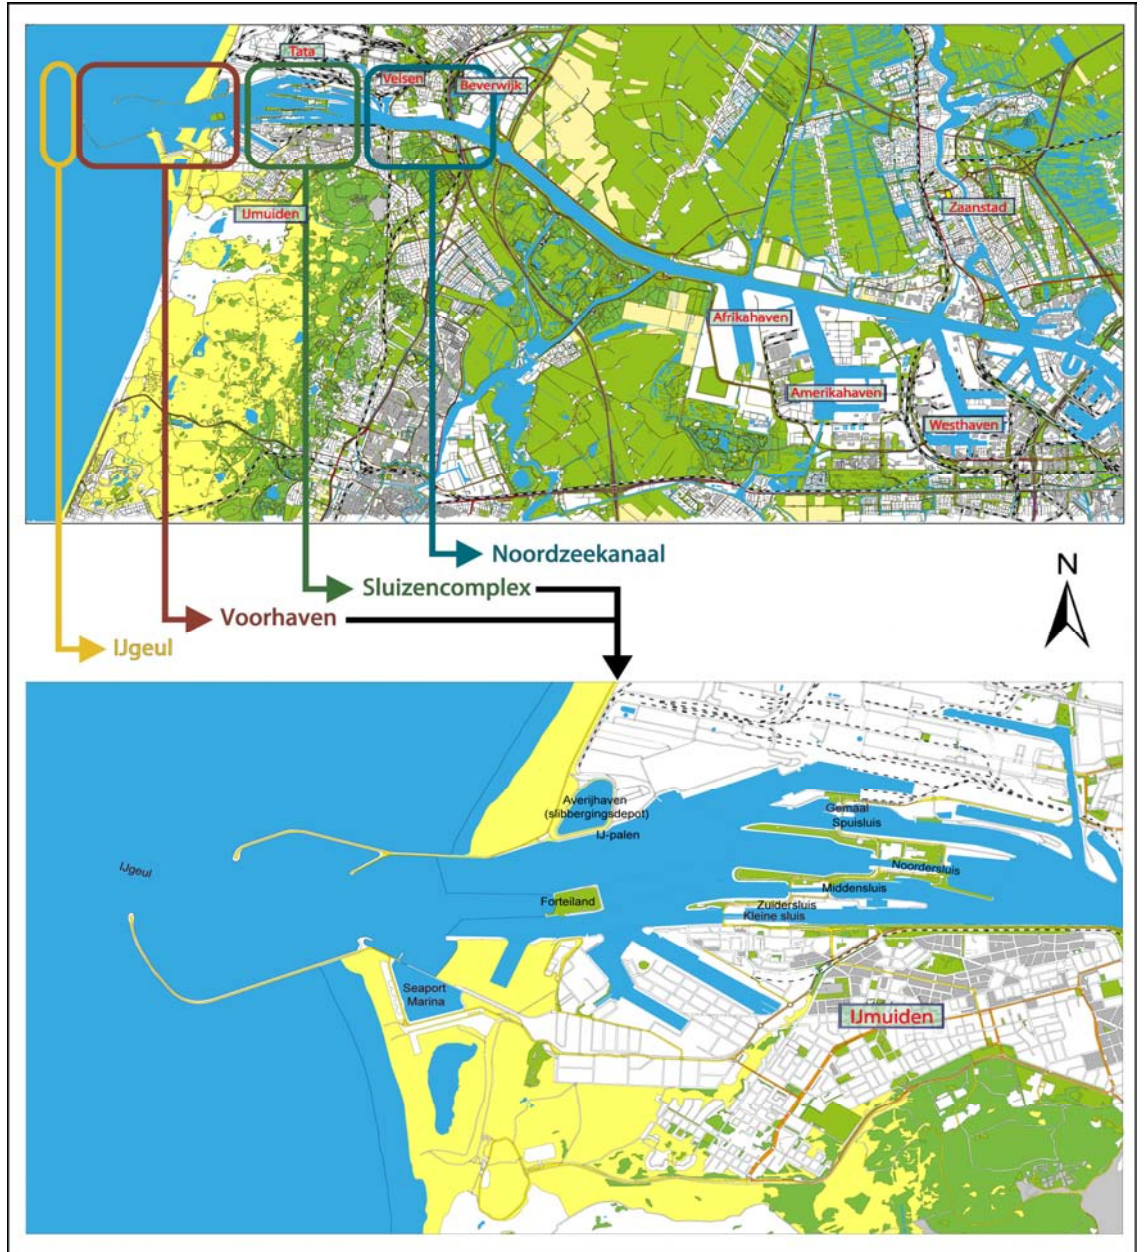 Tata
Velsen
Beverwijk
IJmuiden
Zaanstad
Afrikahaven
Amerikahaven
Westhaven
Noordzeekanaal
Sluizencomplex
Voorhaven
IJgeul
N
Averijhaven
(slibbergingsdepot)
IJ-palen
Gemaal
Spuisluis
IJgeul
Noordersluis
Middensluis
Forteiland
Zuidersluis
Kleine sluis
Seaport
Marina
IJmuiden